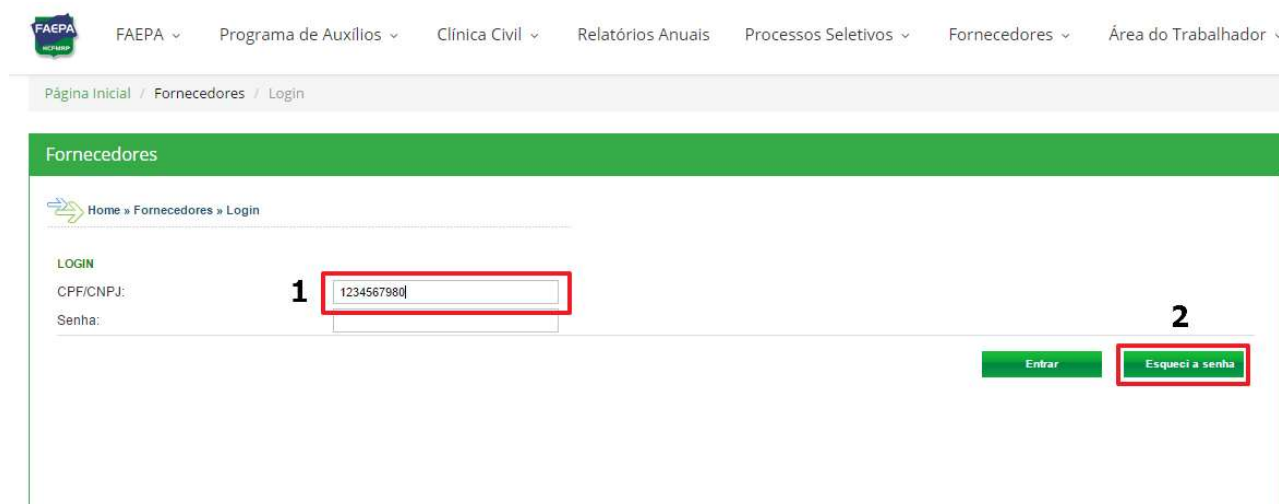 FAEPA
HCFMRP
FAEPA Programa de Auxílios Clínica Civil Relatórios Anuais Processos Seletivos Fornecedores Área do Trabalhador
Página Inicial / Fornecedores / Login
Fornecedores
Home » Fornecedores » Login
LOGIN
CPF/CNPJ: 1 1234567980
Senha:
2
Entrar Esqueci a senha